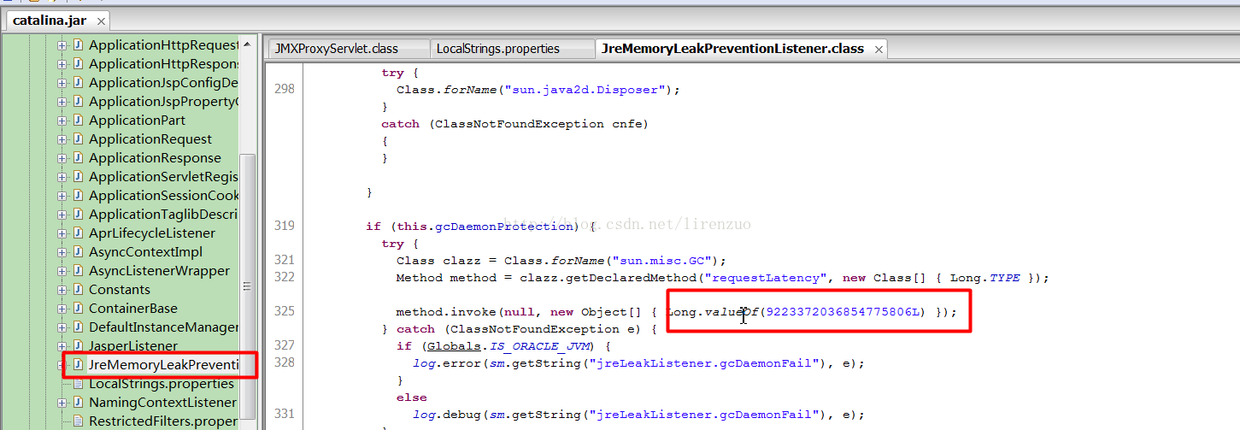 catalina.jar
ApplicationHttpRequest
ApplicationHttpRespons
ApplicationJspConfigDe
ApplicationJspProperty
ApplicationPart
ApplicationRequest
ApplicationResponse
ApplicationServletRegis
ApplicationSessionCook
ApplicationTaglibDescri
AprLifecycleListener
AsyncContextImpl
AsyncListenerWrapper
Constants
ContainerBase
DefaultInstanceManager
JasperListener
JreMemoryLeakPreventi
LocalStrings.properties
NamingContextListener
RestrictedFilters.proper
JMXProxyServlet.class
LocalStrings.properties
JreMemoryLeakPreventionListener.class
try {
298 Class.forName("sun.java2d.Disposer");
}
catch (ClassNotFoundException cnfe)
{
}
}
http://blog.csdn.net/lirenzuo
319 if (this.gcDaemonProtection) {
try {
321 Class clazz = Class.forName("sun.misc.GC");
322 Method method = clazz.getDeclaredMethod("requestLatency", new Class[] { Long.TYPE });
325 method.invoke(null, new Object[] { Long.valueOf(9223372036854775806L) });
} catch (ClassNotFoundException e) {
327 if (Globals.IS_ORACLE_JVM) {
328 log.error(sm.getString("jreLeakListener.gcDaemonFail"), e);
}
else
331 log.debug(sm.getString("jreLeakListener.gcDaemonFail"), e);